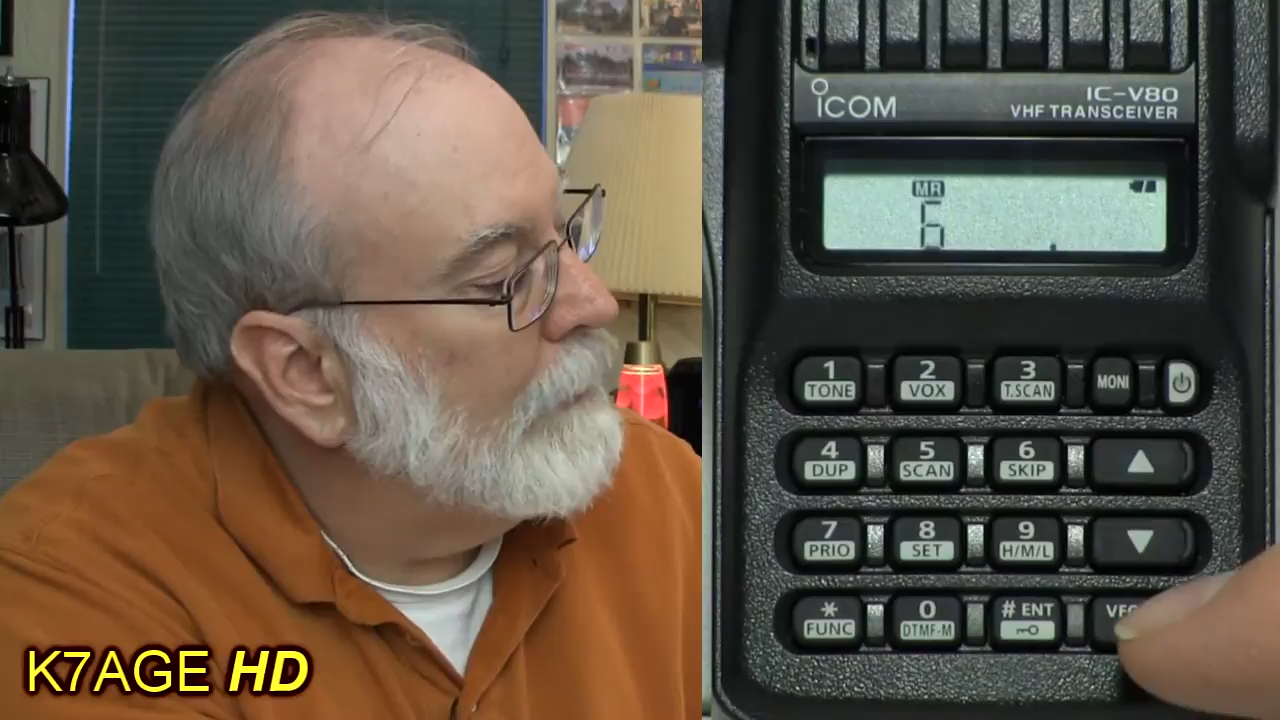 ICOM
IC-V80
VHF TRANSCEIVER
MR
6 .
1
TONE
2
VOX
3
T.SCAN
MONI
4
DUP
5
SCAN
6
SKIP
7
PRIO
8
SET
9
H/M/L
*
FUNC
0
DTMF-M
# ENT
K7AGE HD